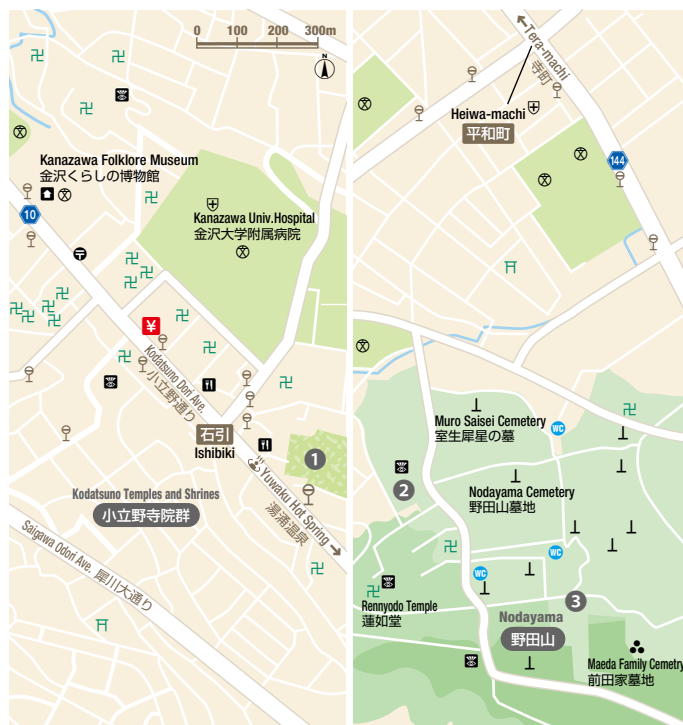 0 100 200 300m
N
Kanazawa Folklore Museum
金沢くらしの博物館
10
Kanazawa Univ.Hospital
金沢大学附属病院
¥
Kodatsuno Dori Ave.
小立野通り
石引
Ishibiki
1
Yuwaku Hot Spring
湯涌温泉
Kodatsuno Temples and Shrines
小立野寺院群
Saigawa Odori Ave. 犀川大通り
Tera-machi
寺町
Heiwa-machi
平和町
144
Muro Saisei Cemetery
室生犀星の墓
WC
2
Nodayama Cemetery
野田山墓地
WC
WC
Rennyodo Temple
蓮如堂
3
Nodayama
野田山
Maeda Family Cemetry
前田家墓地